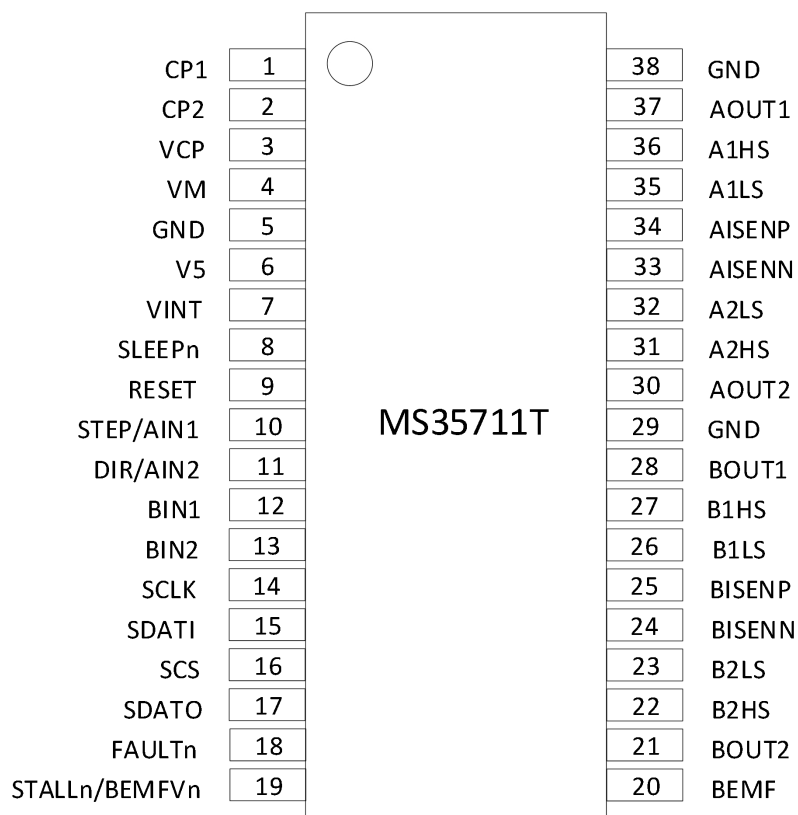 CP1 1 38 GND
CP2 2 37 AOUT1
VCP 3 36 A1HS
VM 4 35 A1LS
GND 5 34 AISENP
V5 6 33 AISENN
VINT 7 32 A2LS
SLEEPn 8 31 A2HS
RESET 9 30 AOUT2
STEP/AIN1 10 MS35711T 29 GND
DIR/AIN2 11 28 BOUT1
BIN1 12 27 B1HS
BIN2 13 26 B1LS
SCLK 14 25 BISENP
SDATI 15 24 BISENN
SCS 16 23 B2LS
SDATO 17 22 B2HS
FAULTn 18 21 BOUT2
STALLn/BEMFVn 19 20 BEMF